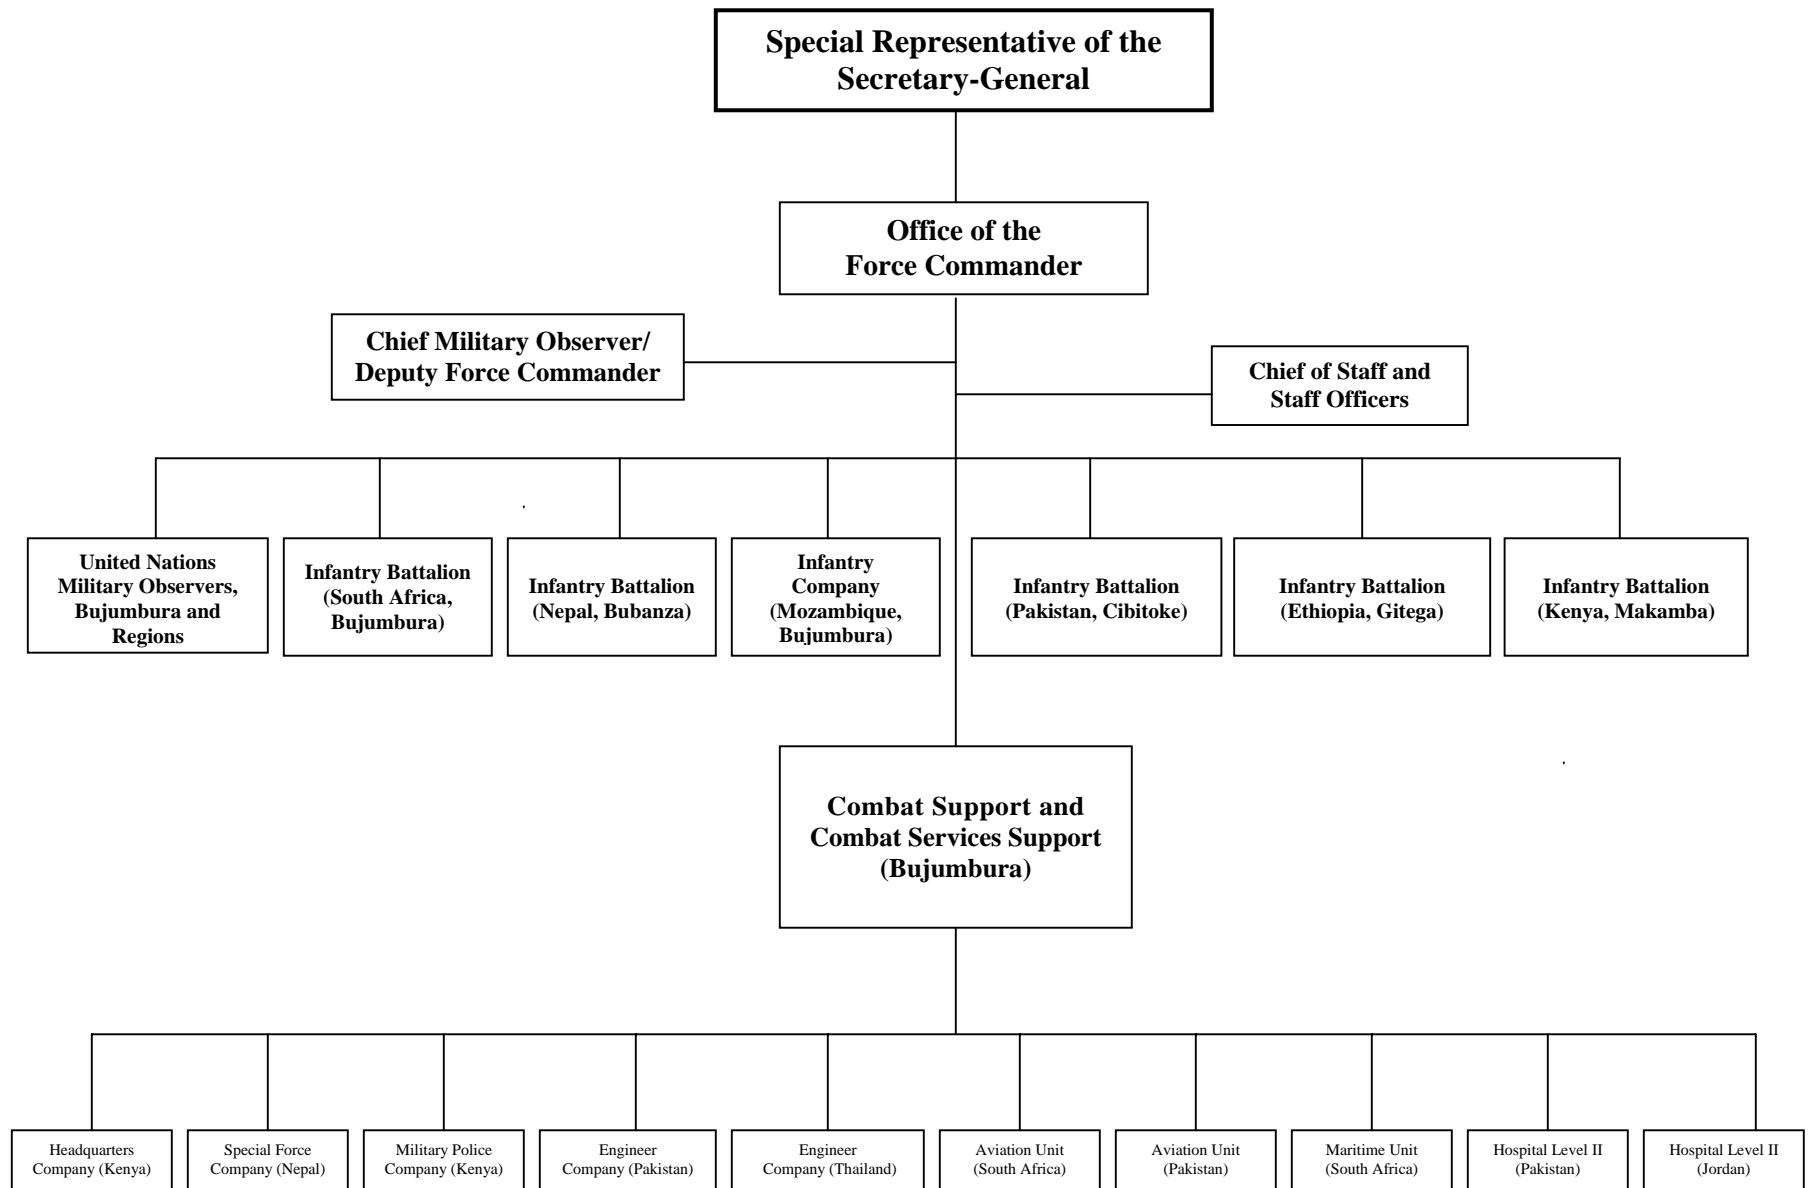 Special Representative of the
Secretary-General
Office of the
Force Commander
Chief Military Observer/
Deputy Force Commander
Chief of Staff and
Staff Officers
United Nations
Military Observers,
Bujumbura and
Regions
Infantry Battalion
(South Africa,
Bujumbura)
Infantry Battalion
(Nepal, Bubanza)
Infantry
Company
(Mozambique,
Bujumbura)
Infantry Battalion
(Pakistan, Cibitoke)
Infantry Battalion
(Ethiopia, Gitega)
Infantry Battalion
(Kenya, Makamba)
Combat Support and
Combat Services Support
(Bujumbura)
Headquarters
Company (Kenya)
Special Force
Company (Nepal)
Military Police
Company (Kenya)
Engineer
Company (Pakistan)
Engineer
Company (Thailand)
Aviation Unit
(South Africa)
Aviation Unit
(Pakistan)
Maritime Unit
(South Africa)
Hospital Level II
(Pakistan)
Hospital Level II
(Jordan)